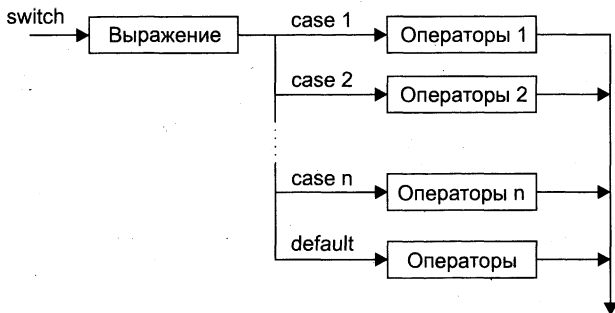 switch
Выражение
case 1
Операторы 1
case 2
Операторы 2
case n
Операторы n
default
Операторы